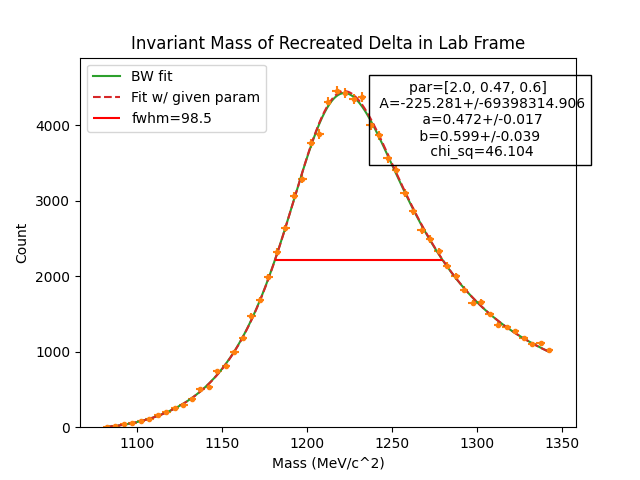 Invariant Mass of Recreated Delta in Lab Frame
BW fit
Fit w/ given param
fwhm=98.5
par=[2.0, 0.47, 0.6]
A=-225.281+/-69398314.906
a=0.472+/-0.017
b=0.599+/-0.039
chi_sq=46.104
Count
4000
3000
2000
1000
0
1100
1150
1200
1250
1300
1350
Mass (MeV/c^2)